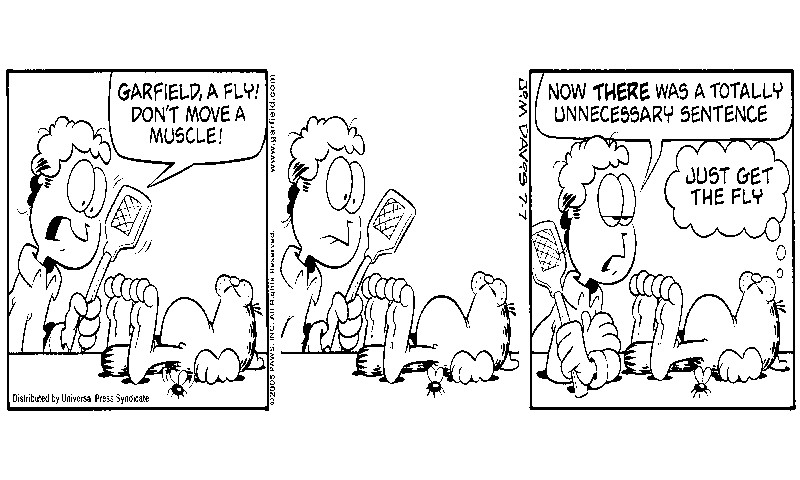 GARFIELD, A FLY!
DON'T MOVE A
MUSCLE!
Distributed by Universal Press Syndicate
www.garfield.com
©2005 PAWS, INC. All Rights Reserved.
JIM DAVIS 7-7
NOW THERE WAS A TOTALLY
UNNECESSARY SENTENCE
JUST GET
THE FLY